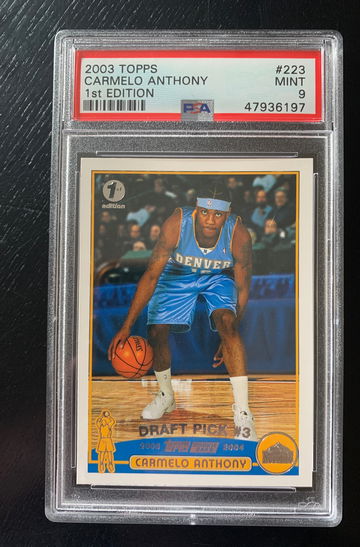 2003 TOPPS #223
CARMELO ANTHONY MINT
1st EDITION 9
PSA 47936197
1st
edition
DENVER
DRAFT PICK #3
2003 TOPPS 2004
CARMELO ANTHONY